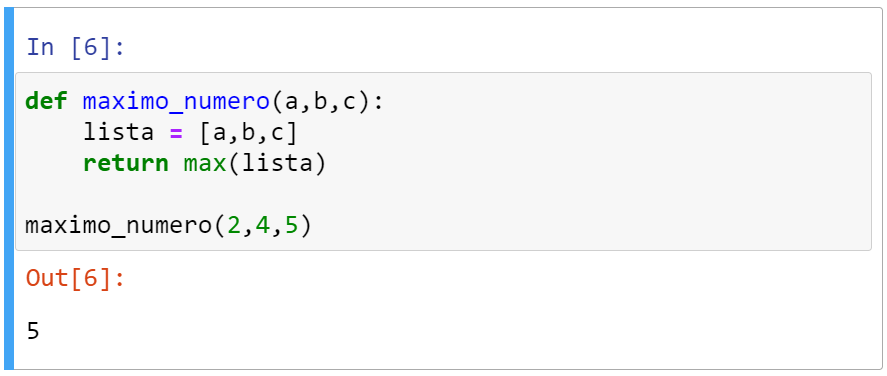 In [6]:
def maximo_numero(a,b,c):
    lista = [a,b,c]
    return max(lista)
maximo_numero(2,4,5)
Out[6]:
5